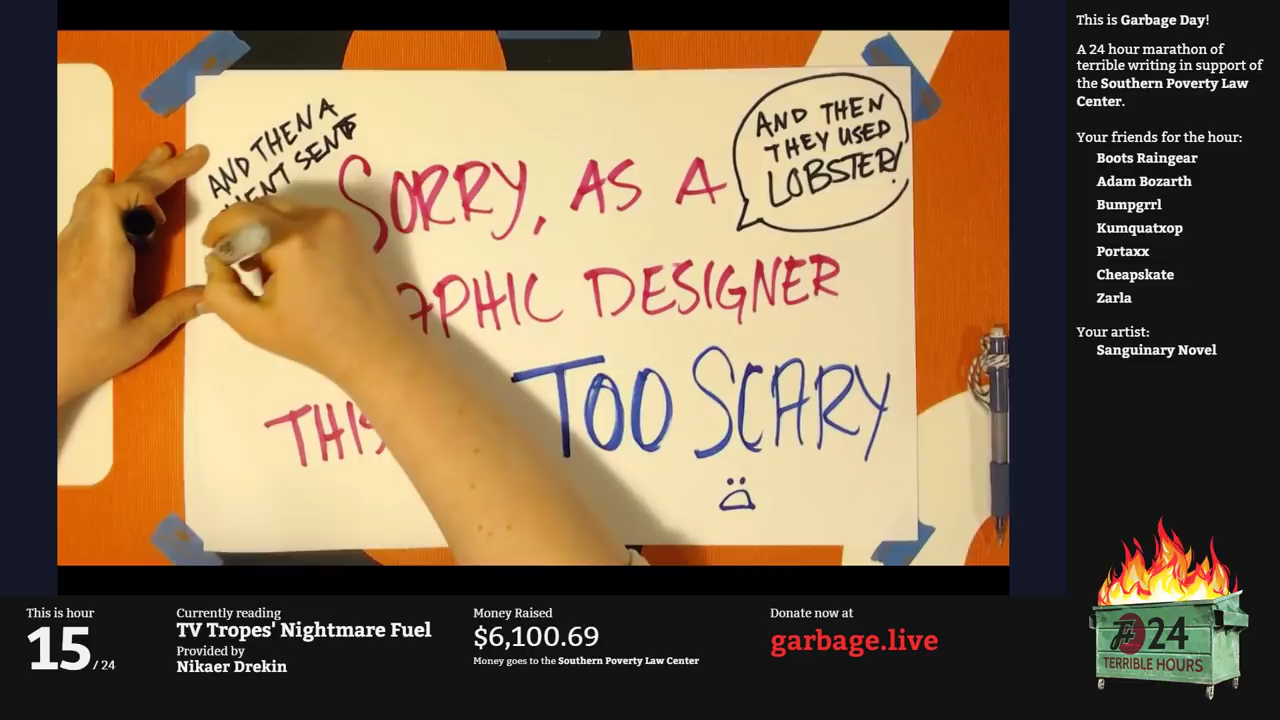 AND THEN A
SENT
SORRY, AS A
AND THEN
THEY USED
LOBSTER!
DESIGNER
TOO SCARY
This is Garbage Day!
A 24 hour marathon of
terrible writing in support of
the Southern Poverty Law
Center.
Your friends for the hour:
Boots Raingear
Adam Bozarth
Bumpgrrl
Kumquatxop
Portaxx
Cheapskate
Zarla
Your artist:
Sanguinary Novel
This is hour
15 / 24
Currently reading
TV Tropes' Nightmare Fuel
Provided by
Nikaer Drekin
Money Raised
$6,100.69
Money goes to the Southern Poverty Law Center
Donate now at
garbage.live
24
TERRIBLE HOURS